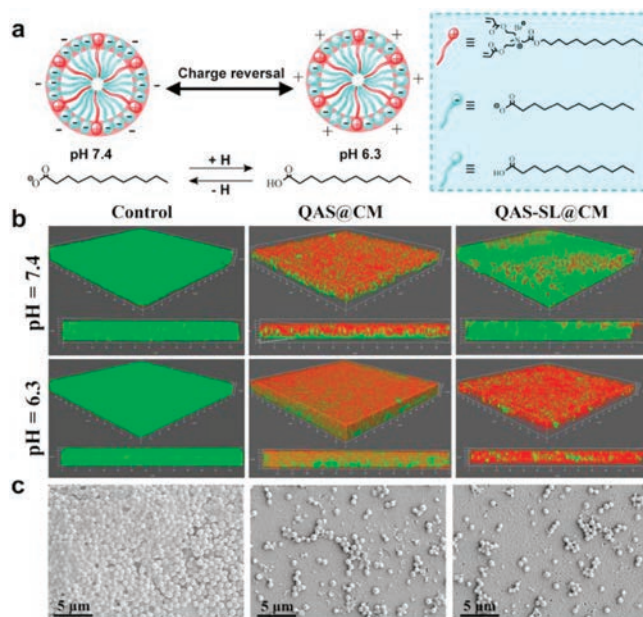 a
Charge reversal
pH 7.4
pH 6.3
+ H
- H
HO
b
Control
QAS@CM
QAS-SL@CM
pH = 7.4
pH = 6.3
c
5 µm
5 µm
5 µm